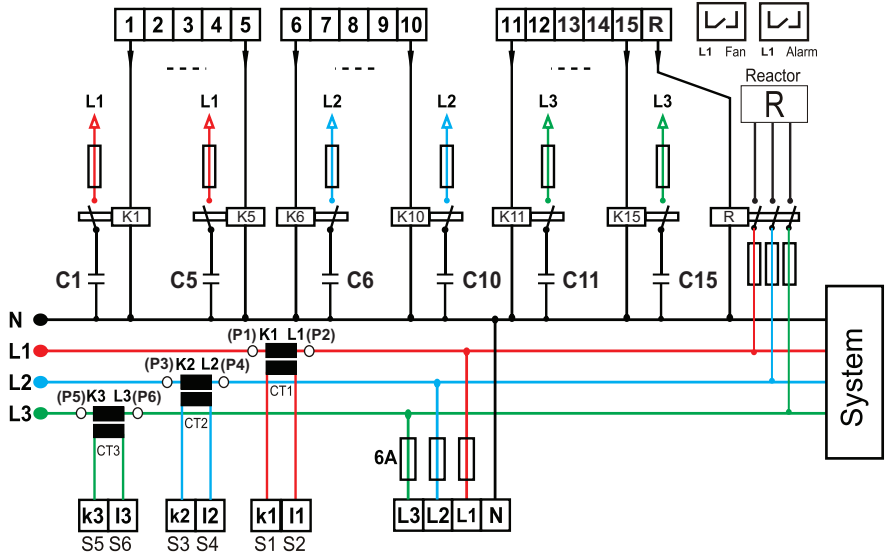 1 2 3 4 5 6 7 8 9 10 11 12 13 14 15 R
L1 Fan L1 Alarm
Reactor
R
L1 L1 L2 L2 L3 L3
K1 K5 K6 K10 K11 K15 R
C1 C5 C6 C10 C11 C15
N
(P1) K1 L1 (P2)
L1
(P3) K2 L2 (P4)
L2
CT1
(P5) K3 L3 (P6)
L3
CT2
CT3
System
6A
k3 l3 k2 l2 k1 l1 L3 L2 L1 N
S5 S6 S3 S4 S1 S2